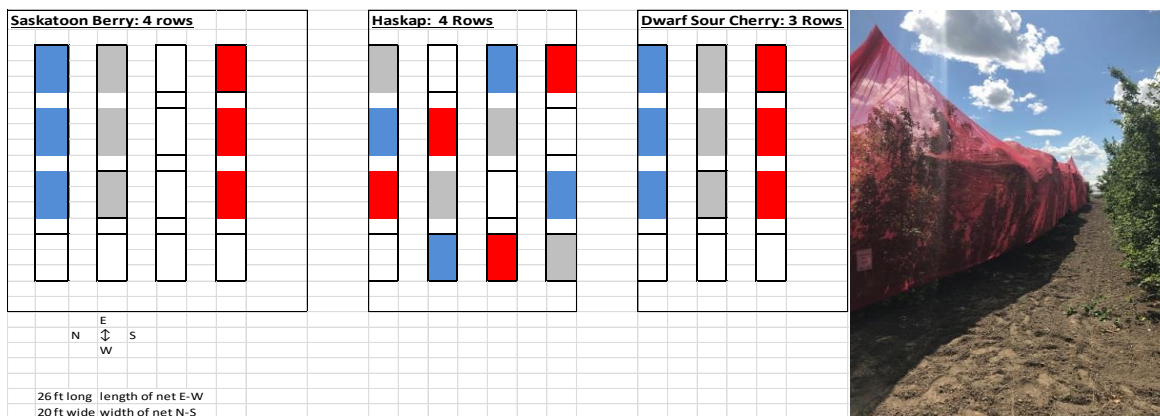 Saskatoon Berry: 4 rows
Haskap: 4 Rows
Dwarf Sour Cherry: 3 Rows
E
N ↕ S
W
26 ft long length of net E-W
20 ft wide width of net N-S